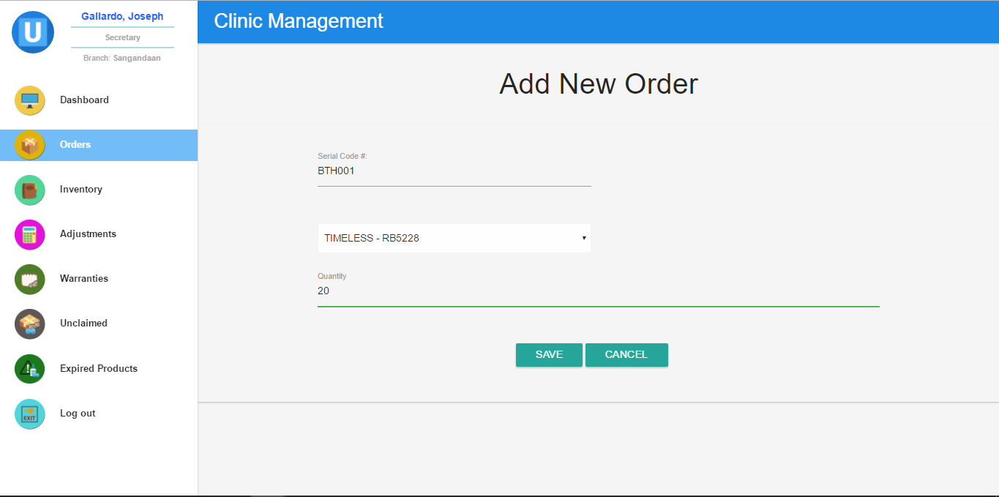 U
Gallardo, Joseph
Secretary
Branch: Sangandaan
Dashboard
Orders
Inventory
Adjustments
Warranties
Unclaimed
Expired Products
EXIT
Log out
Clinic Management
Add New Order
Serial Code #:
BTH001
TIMELESS - RB5228
Quantity
20
SAVE CANCEL